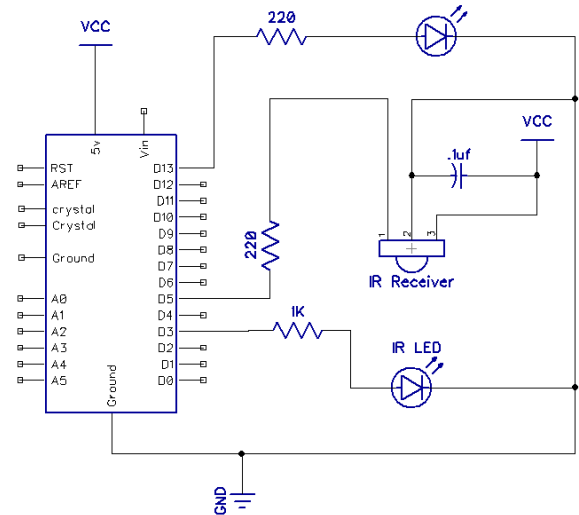 220
VCC
VCC
5v
Vin
.1uf
RST
D13
AREF
D12
D11
crystal
D10
Crystal
D9
D8
Ground
D7
D6
A0
D5
A1
D4
A2
D3
A3
D2
A4
D1
A5
D0
Ground
220
1
2
3
IR Receiver
1K
IR LED
GND